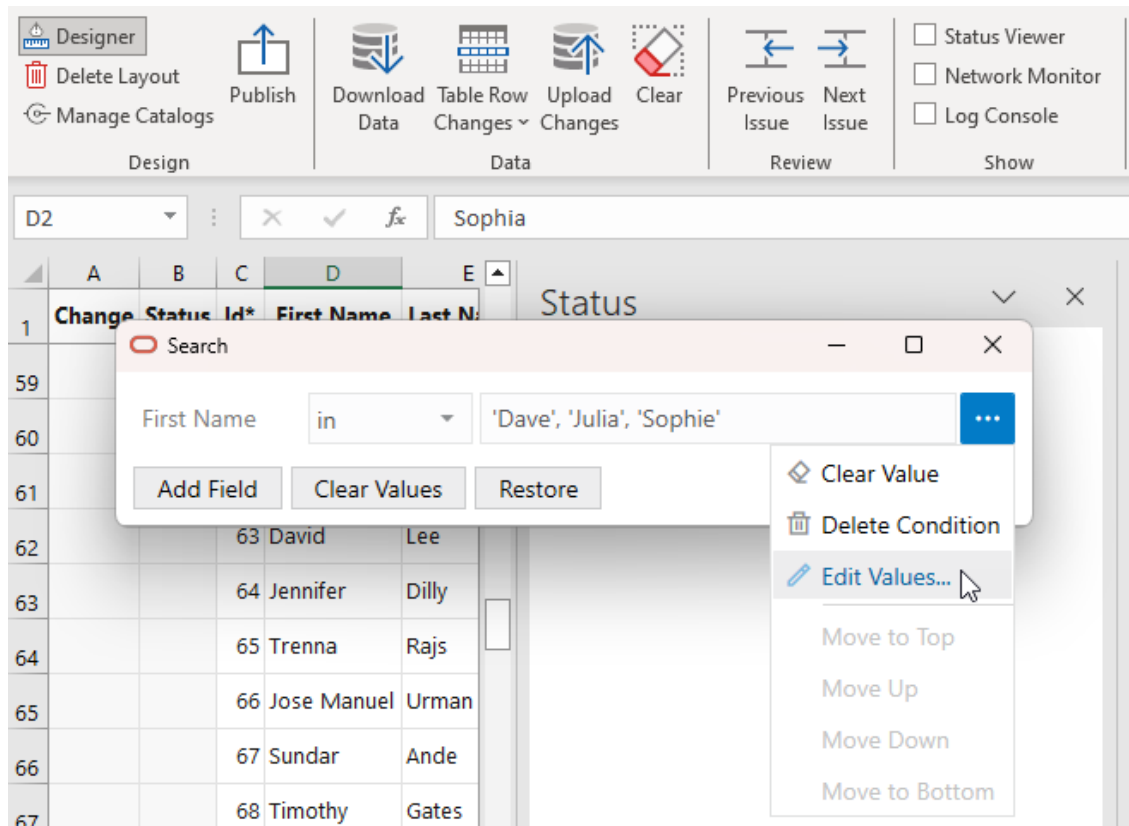 Designer
Delete Layout
Manage Catalogs
Publish
Download
Data
Table Row
Changes
Upload
Changes
Clear
Previous
Issue
Next
Issue
Status Viewer
Network Monitor
Log Console
Design
Data
Review
Show
D2
fx
Sophia
A B C D E
1 Change Status Id* First Name Last Na
Status
Search
59
First Name in 'Dave', 'Julia', 'Sophie'
60
Clear Value
61 Add Field Clear Values Restore
Delete Condition
62 63 David Lee
Edit Values...
63 64 Jennifer Dilly
Move to Top
64 65 Trenna Rajs
Move Up
65 66 Jose Manuel Urman
Move Down
66 67 Sundar Ande
Move to Bottom
67 68 Timothy Gates